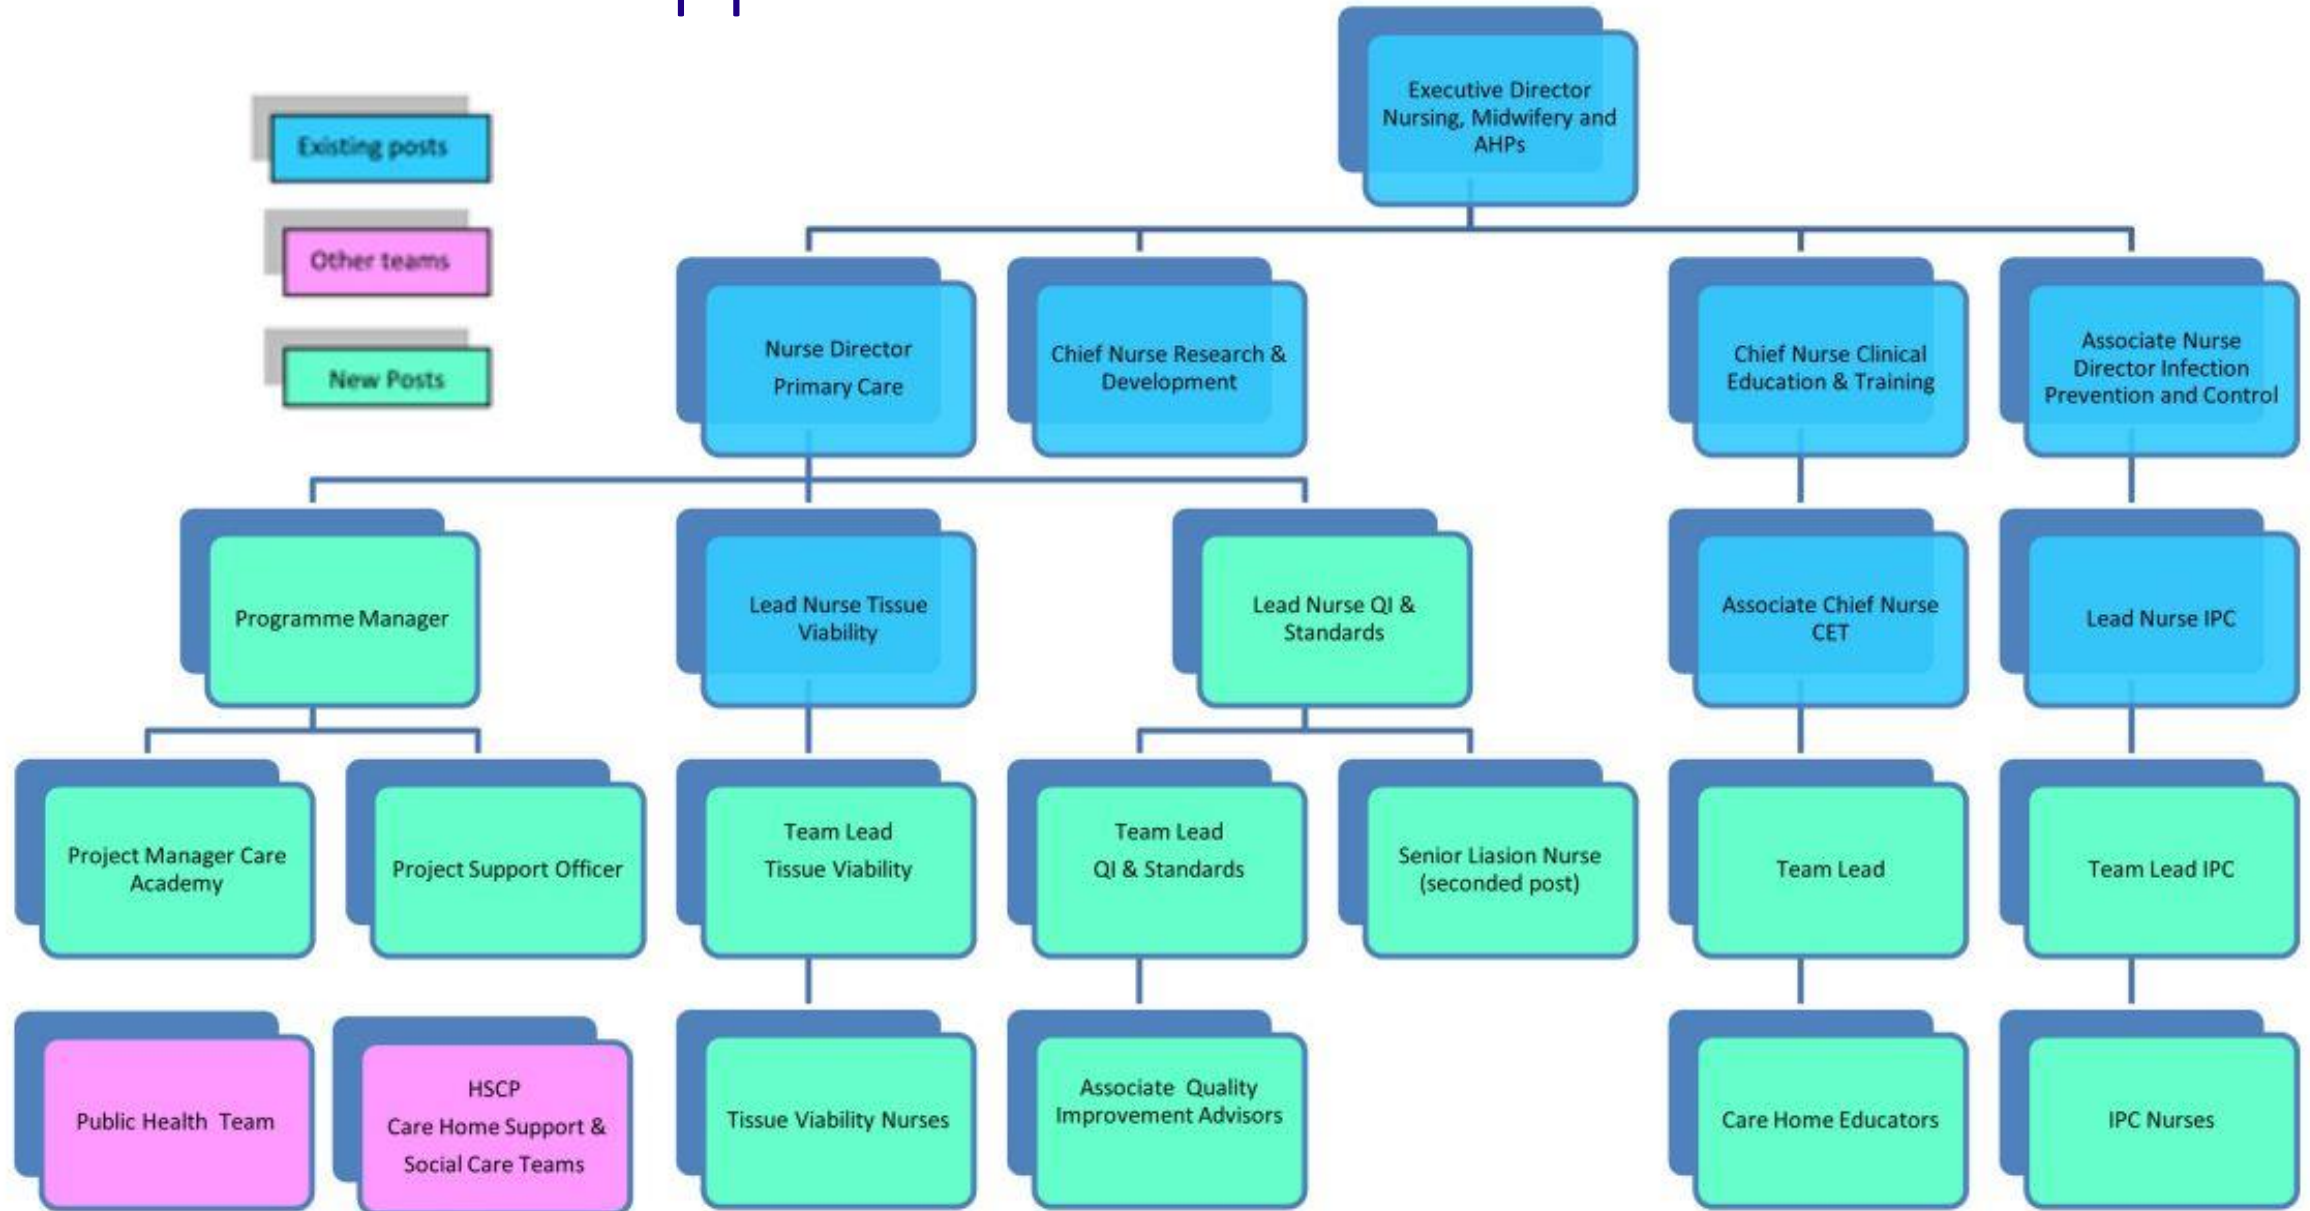 Executive Director
Nursing, Midwifery and
AHPs
Existing posts
Other teams
New Posts
Nurse Director
Primary Care
Chief Nurse Research &
Development
Chief Nurse Clinical
Education & Training
Associate Nurse
Director Infection
Prevention and Control
Programme Manager
Lead Nurse Tissue
Viability
Lead Nurse QI &
Standards
Associate Chief Nurse
CET
Lead Nurse IPC
Project Manager Care
Academy
Project Support Officer
Team Lead
Tissue Viability
Team Lead
QI & Standards
Senior Liasion Nurse
(seconded post)
Team Lead
Team Lead IPC
Public Health Team
HSCP
Care Home Support &
Social Care Teams
Tissue Viability Nurses
Associate Quality
Improvement Advisors
Care Home Educators
IPC Nurses